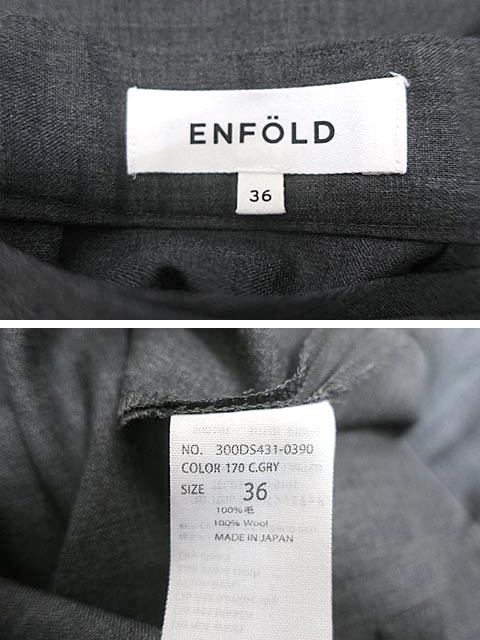 ENFÖLD
36
NO. 300DS431-0390
COLOR 170 C.GRY
SIZE 36
100% 毛
100% Wool
MADE IN JAPAN